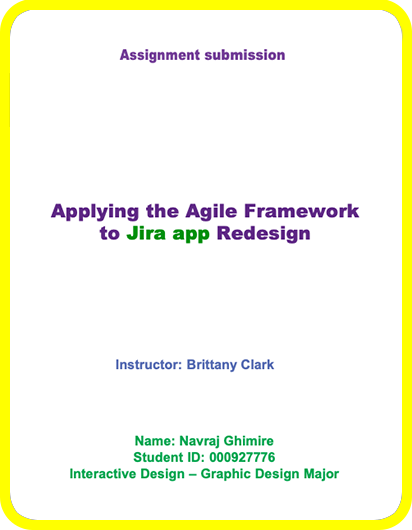 Assignment submission
Applying the Agile Framework
to Jira app Redesign
Instructor: Brittany Clark
Name: Navraj Ghimire
Student ID: 000927776
Interactive Design – Graphic Design Major